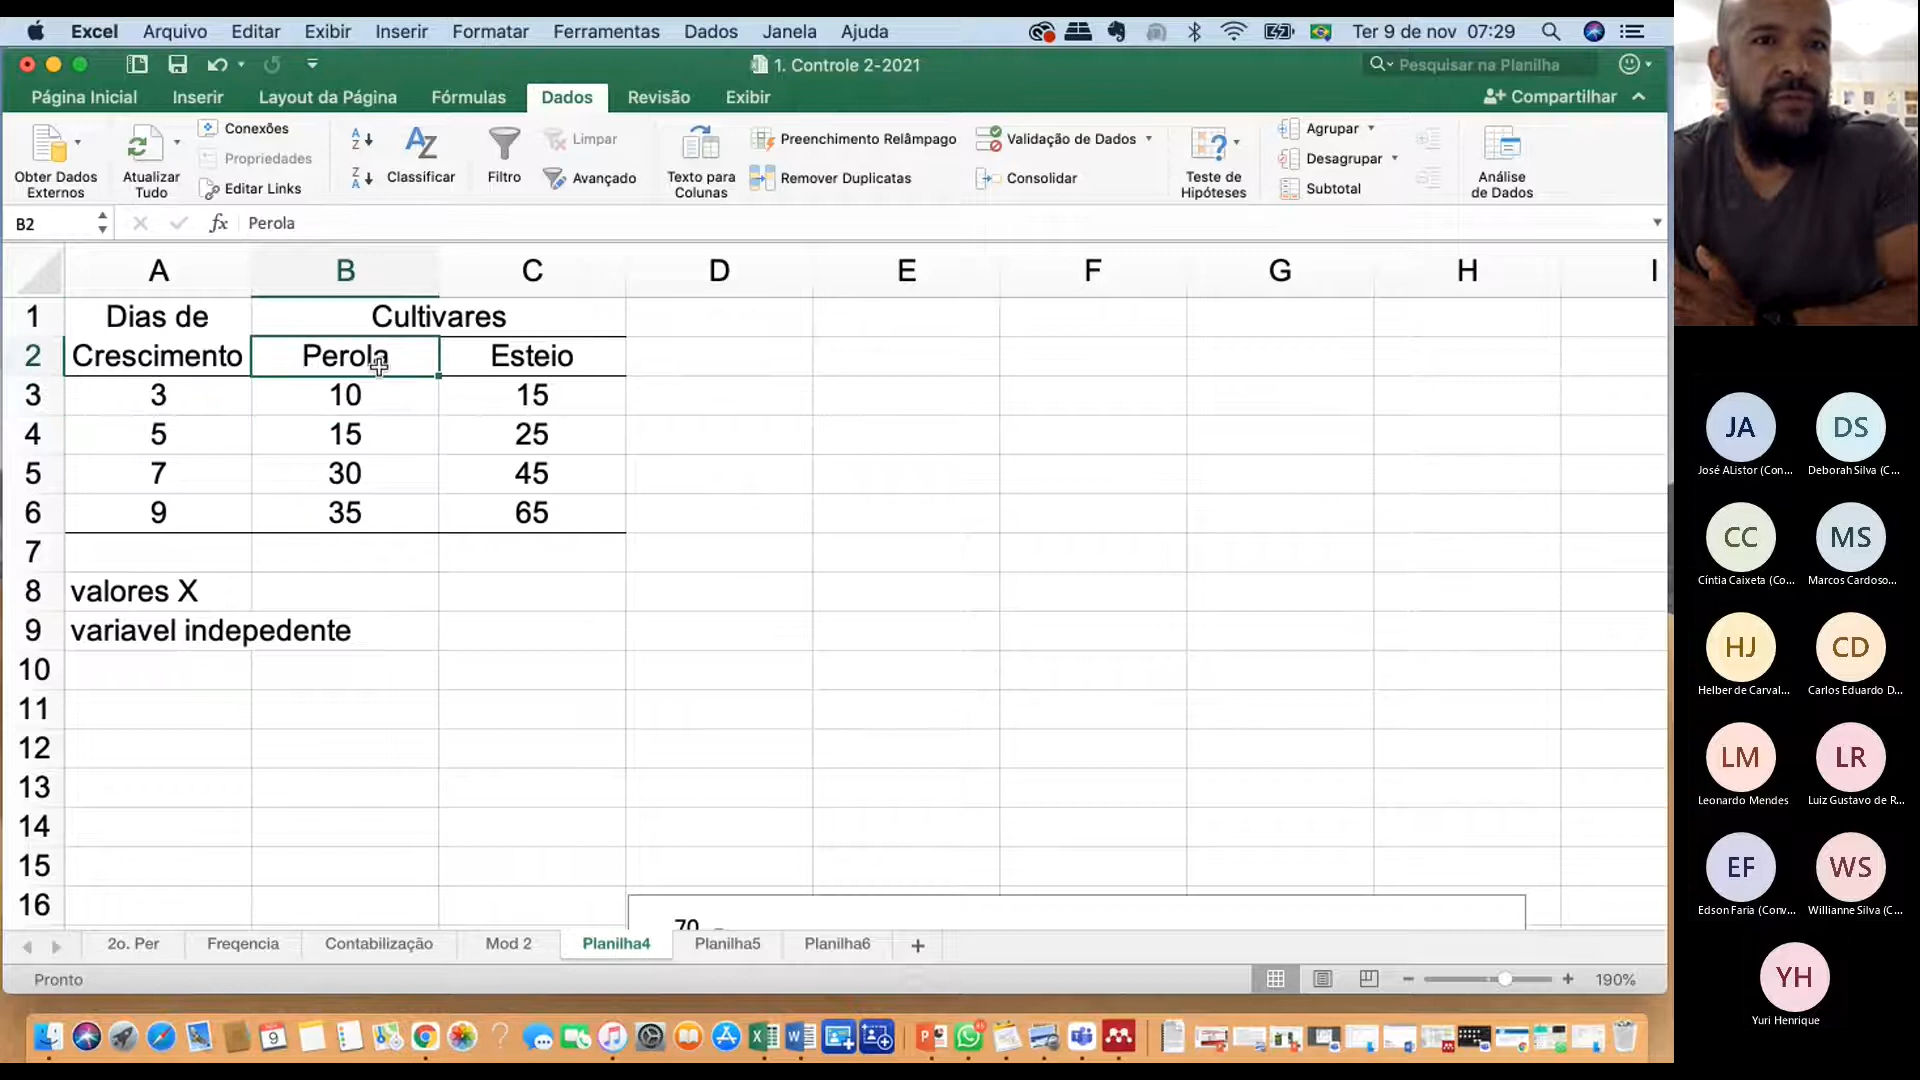 Excel Arquivo Editar Exibir Inserir Formatar Ferramentas Dados Janela Ajuda Ter 9 de nov 07:29
1. Controle 2-2021 Pesquisar na Planilha
Página Inicial Inserir Layout da Página Fórmulas Dados Revisão Exibir Compartilhar
Obter Dados Externos
Atualizar Tudo
Conexões
Propriedades
Editar Links
Classificar
Filtro
Limpar
Avançado
Texto para Colunas
Preenchimento Relâmpago
Remover Duplicatas
Validação de Dados
Consolidar
Teste de Hipóteses
Agrupar
Desagrupar
Subtotal
Análise de Dados
B2 fx Perola
A B C D E F G H I
1 Dias de Cultivares
2 Crescimento Perola Esteio
3 3 10 15
4 5 15 25
5 7 30 45
6 9 35 65
7
8 valores X
9 variavel indepedente
10
11
12
13
14
15
16
70
2o. Per Freqencia Contabilização Mod 2 Planilha4 Planilha5 Planilha6 +
Pronto 190%
JA DS
José AListor (Con... Deborah Silva (C...
CC MS
Cíntia Caixeta (Co... Marcos Cardoso...
HJ CD
Helber de Carval... Carlos Eduardo D...
LM LR
Leonardo Mendes Luiz Gustavo de R...
EF WS
Edson Faria (Conv... Willianne Silva (C...
YH
Yuri Henrique